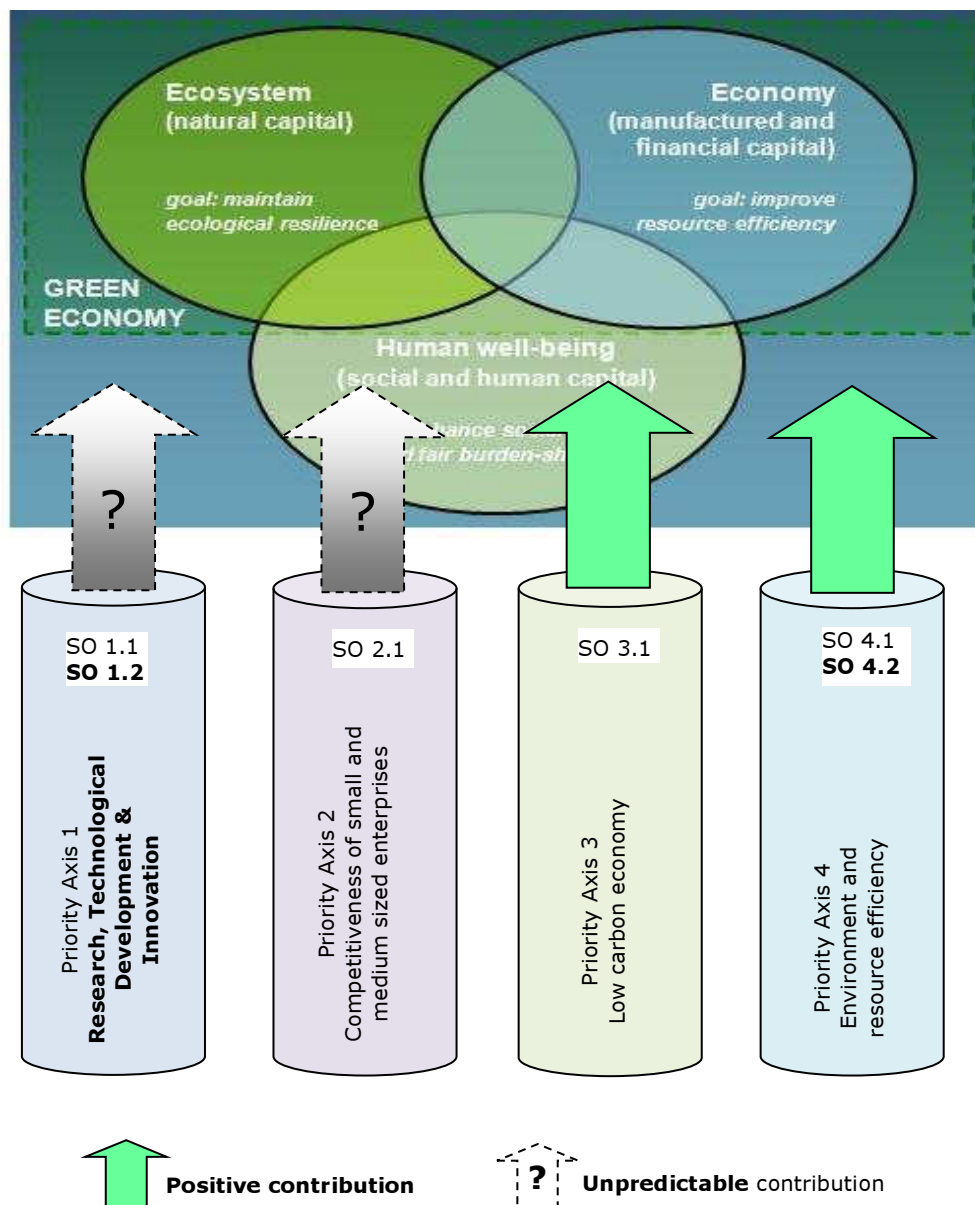 Ecosystem
(natural capital)
goal: maintain
ecological resilience
Economy
(manufactured and
financial capital)
goal: improve
resource efficiency
GREEN
ECONOMY
Human well-being
(social and human capital)
fair
?
?
SO 1.1
SO 1.2
SO 2.1
SO 3.1
SO 4.1
SO 4.2
Priority Axis 1
Research, Technological
Development &
Innovation
Priority Axis 2
Competitiveness of small and
medium sized enterprises
Priority Axis 3
Low carbon economy
Priority Axis 4
Environment and
resource efficiency
Positive contribution
?
Unpredictable contribution